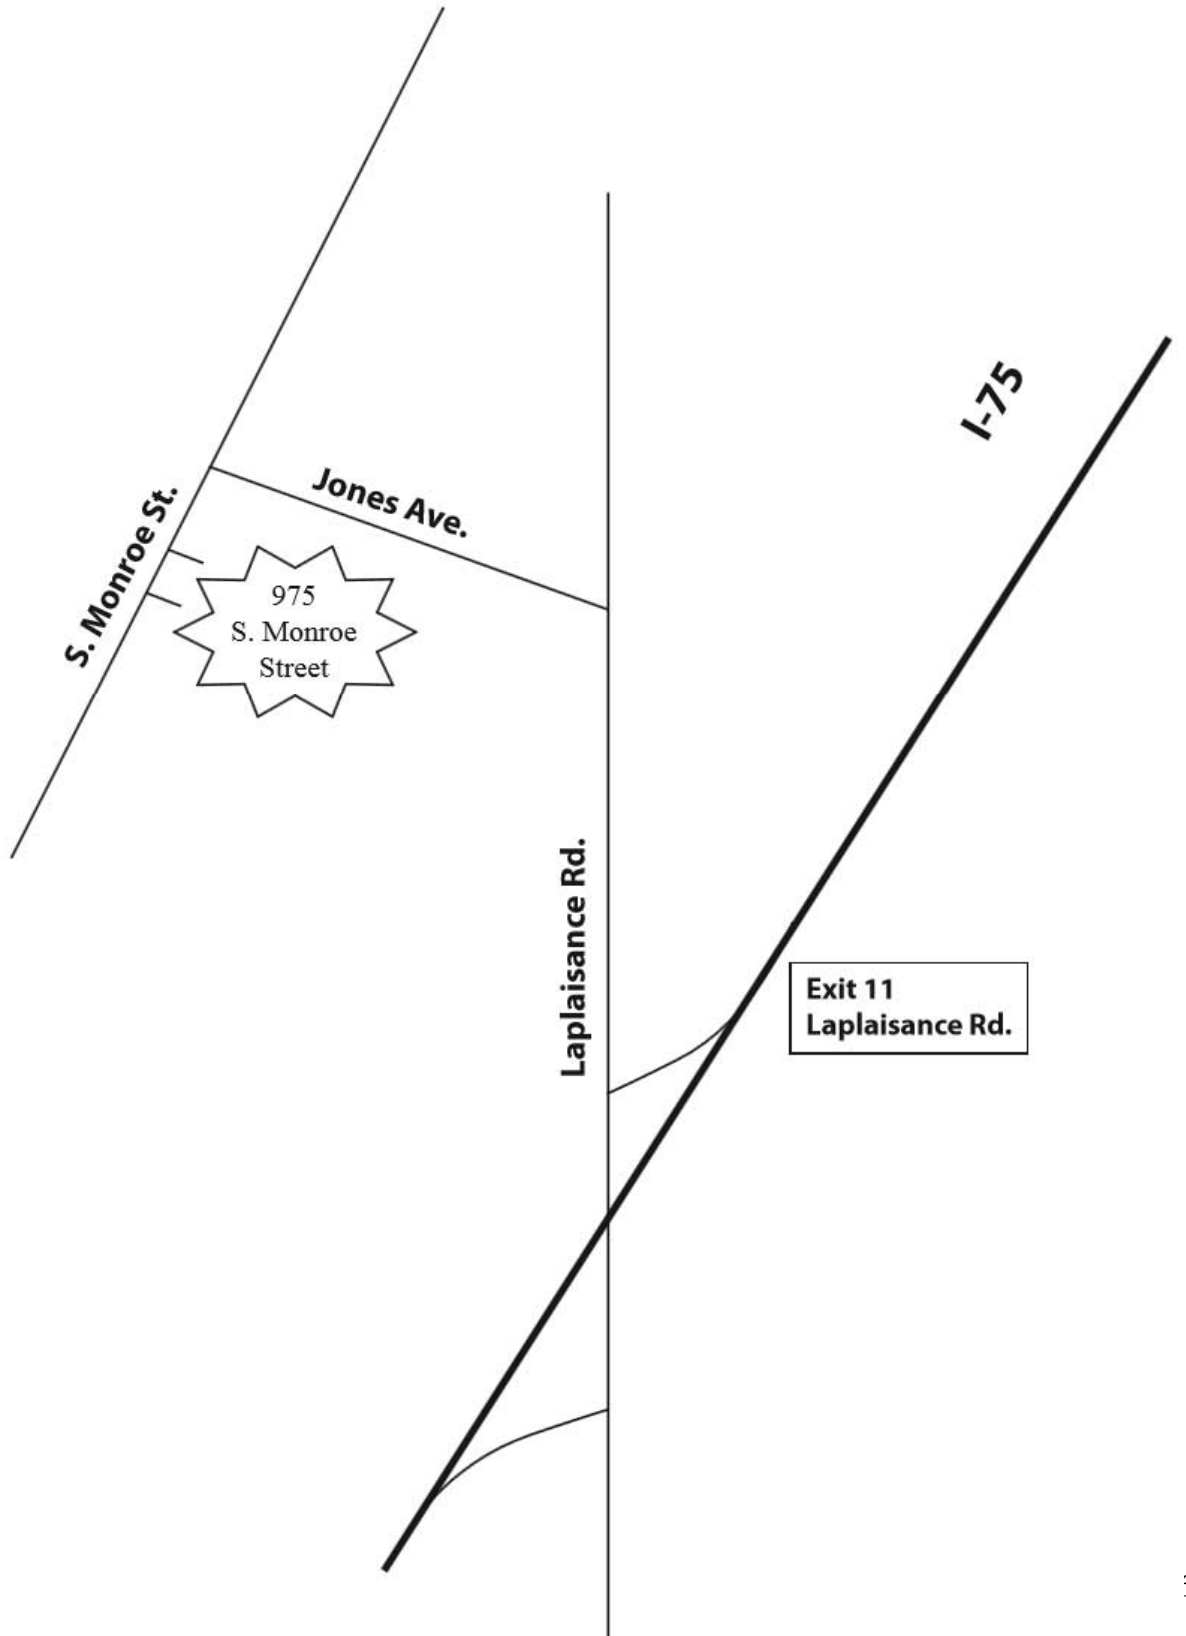 I-75
Jones Ave.
S. Monroe St.
975
S. Monroe
Street
Laplaisance Rd.
Exit 11
Laplaisance Rd.